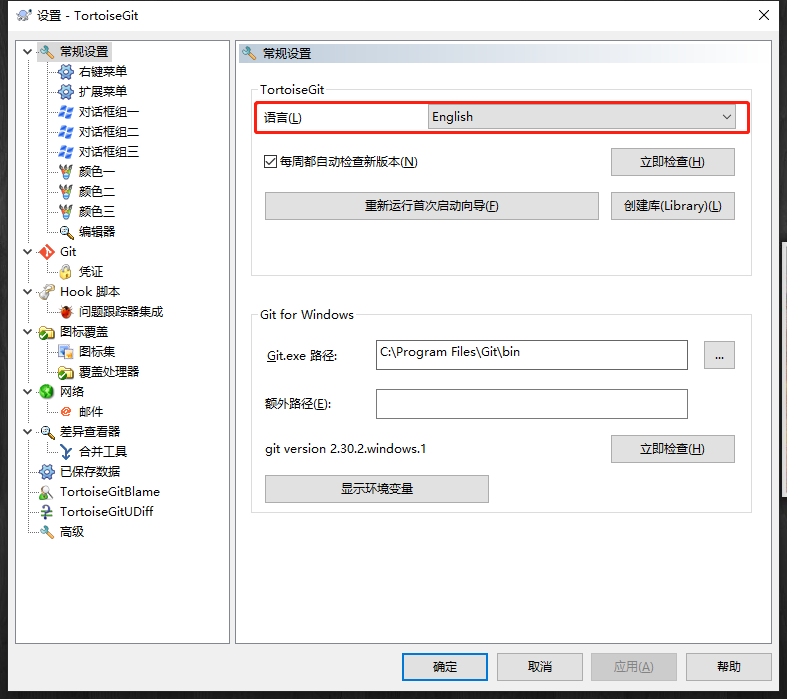 设置 - TortoiseGit
常规设置
右键菜单
扩展菜单
对话框组一
对话框组二
对话框组三
颜色一
颜色二
颜色三
编辑器
Git
凭证
Hook 脚本
问题跟踪器集成
图标覆盖
图标集
覆盖处理器
网络
邮件
差异查看器
合并工具
已保存数据
TortoiseGitBlame
TortoiseGitUDiff
高级
常规设置
TortoiseGit
语言(L) English
每周都自动检查新版本(N) 立即检查(H)
重新运行首次启动向导(F) 创建库(Library)(L)
Git for Windows
Git.exe 路径: C:\Program Files\Git\bin ...
额外路径(E):
git version 2.30.2.windows.1 立即检查(H)
显示环境变量
确定 取消 应用(A) 帮助